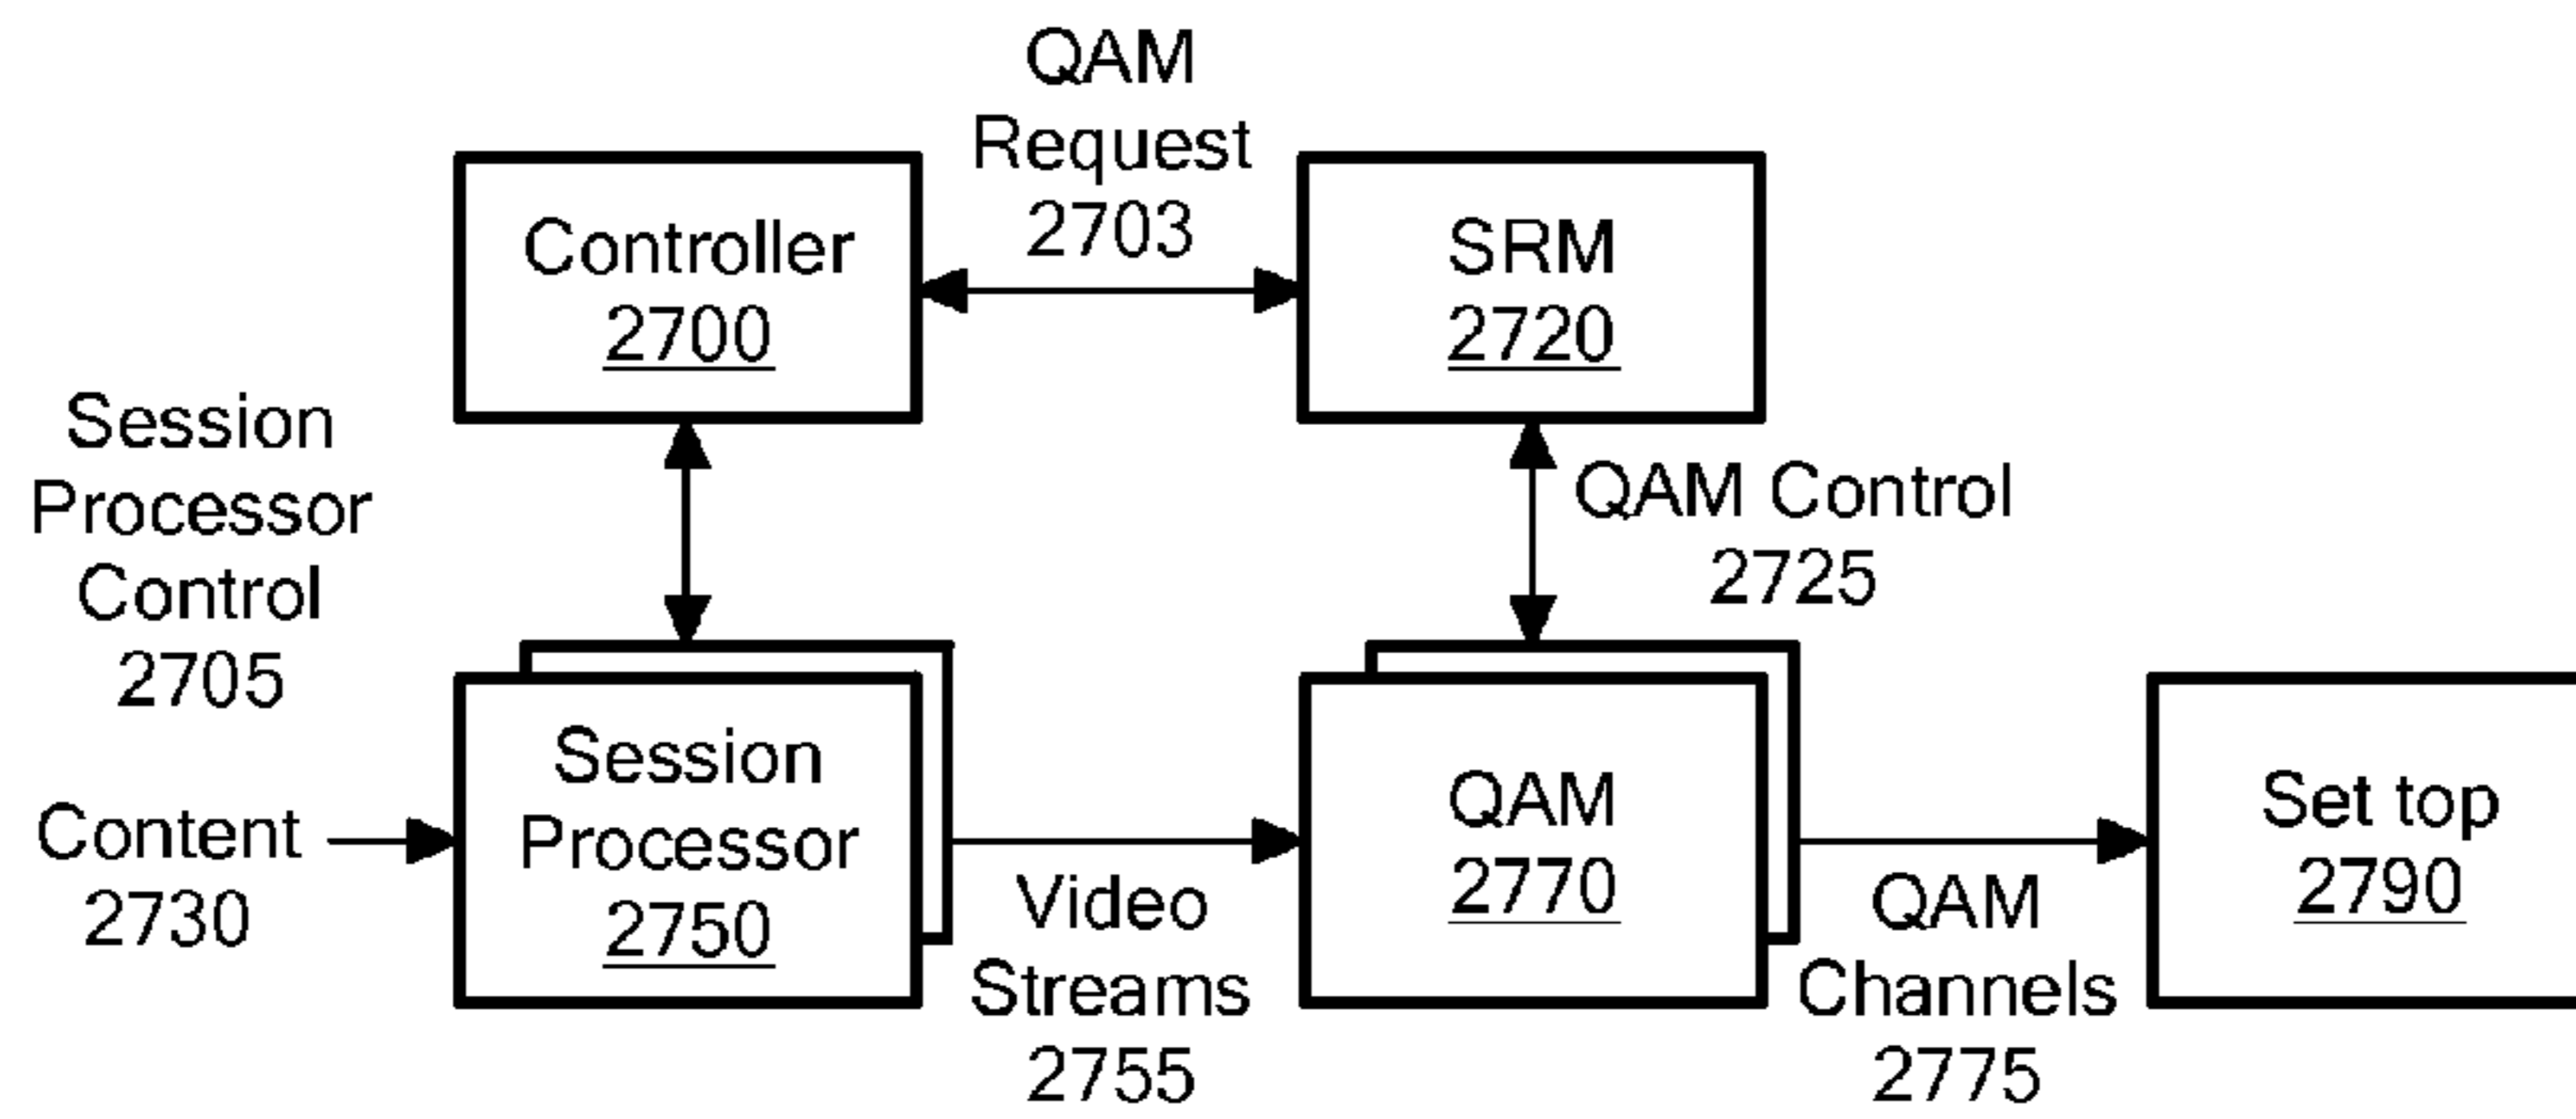 QAM
Request
2703
Controller
2700
SRM
2720
Session
Processor
Control
2705
QAM Control
2725
Content
2730
Session
Processor
2750
Video
Streams
2755
QAM
2770
QAM
Channels
2775
Set top
2790